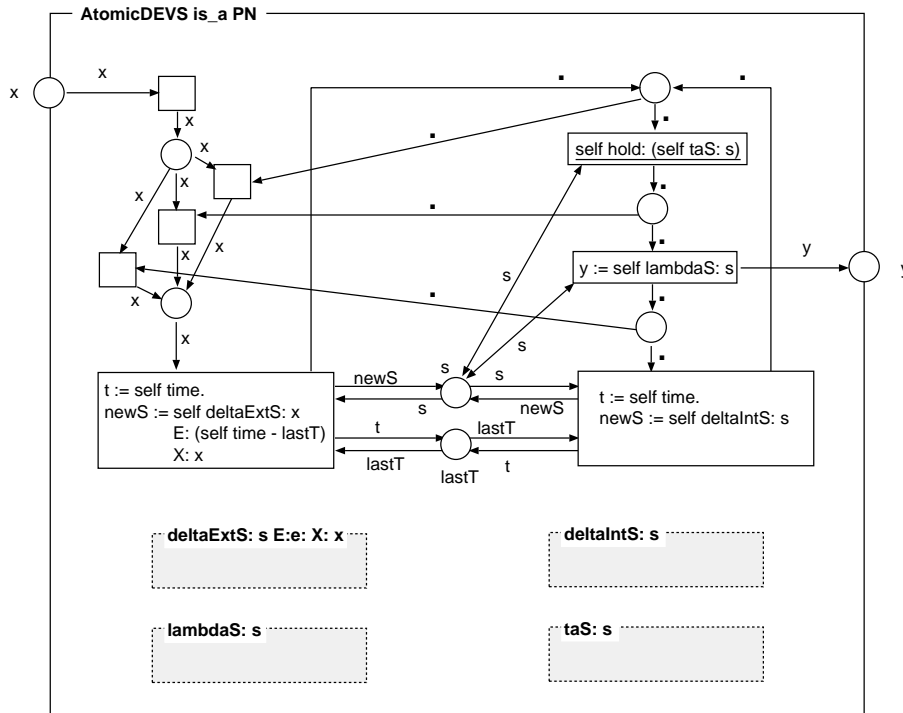 AtomicDEVS is_a PN
x
x
x
x
x
x
x
x
x
x
x
self hold: (self taS: s)
y := self lambdaS: s
y
y
s
s
s
newS
s
s
newS
t := self time.
newS := self deltaExtS: x
E: (self time - lastT)
X: x
t := self time.
newS := self deltaIntS: s
t
lastT
lastT
lastT
t
deltaExtS: s E:e: X: x
deltaIntS: s
lambdaS: s
taS: s